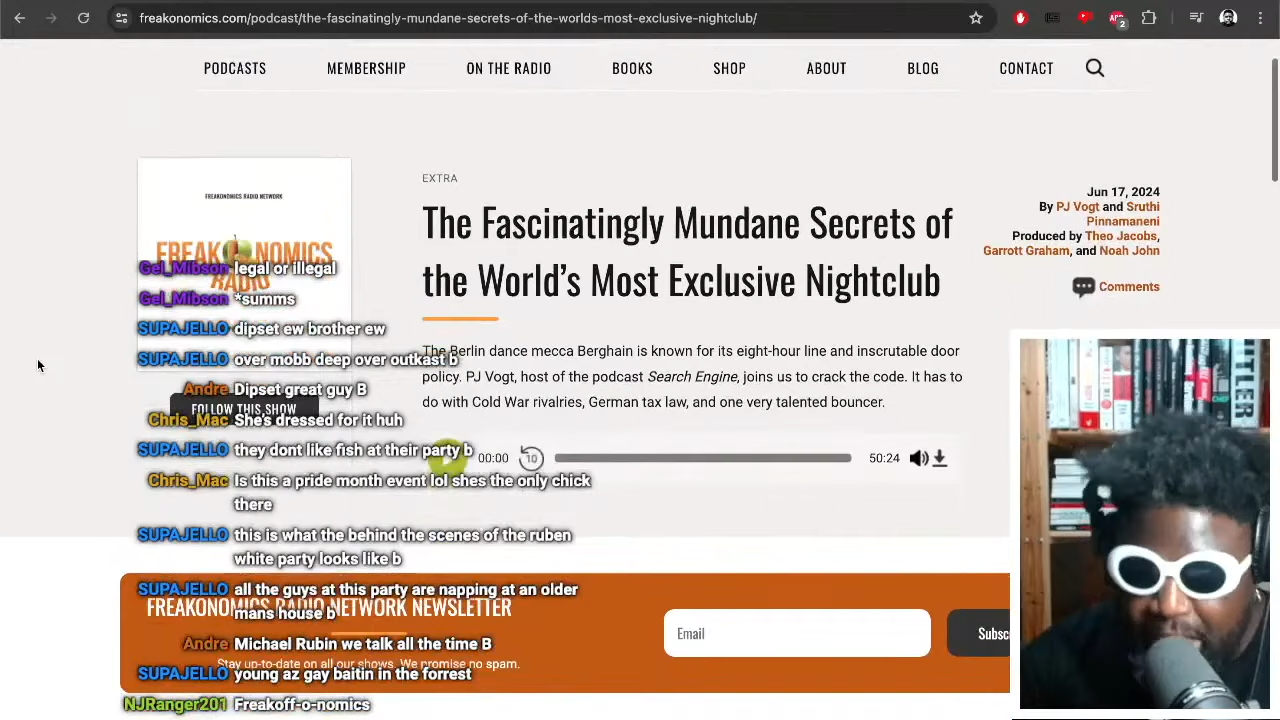 freakonomics.com/podcast/the-fascinatingly-mundane-secrets-of-the-worlds-most-exclusive-nightclub/
2
PODCASTS MEMBERSHIP ON THE RADIO BOOKS SHOP ABOUT BLOG CONTACT
EXTRA
The Fascinatingly Mundane Secrets of
the World's Most Exclusive Nightclub
Jun 17, 2024
By PJ Vogt and Sruthi
Pinnamaneni
Produced by Theo Jacobs,
Garrott Graham, and Noah John
Comments
The Berlin dance mecca Berghain is known for its eight-hour line and inscrutable door
policy. PJ Vogt, host of the podcast Search Engine, joins us to crack the code. It has to
do with Cold War rivalries, German tax law, and one very talented bouncer.
00:00 10 50:24
FREAKONOMICS RADIO NETWORK
FREAKONOMICS
RADIO
FOLLOW THIS SHOW
Gel_Mibson legal or illegal
Gel_Mibson *summs
SUPAJELLO dipset ew brother ew
SUPAJELLO over mobb deep over outkast b
Andre Dipset great guy B
Chris_Mac She's dressed for it huh
SUPAJELLO they dont like fish at their party b
Chris_Mac Is this a pride month event lol shes the only chick
there
SUPAJELLO this is what the behind the scenes of the ruben
white party looks like b
SUPAJELLO all the guys at this party are napping at an older
mans house b
Andre Michael Rubin we talk all the time B
SUPAJELLO young az gay baitin in the forrest
NJRanger201 Freakoff-o-nomics
FREAKONOMICS RADIO NETWORK NEWSLETTER
Stay up-to-date on all our shows. We promise no spam.
Email